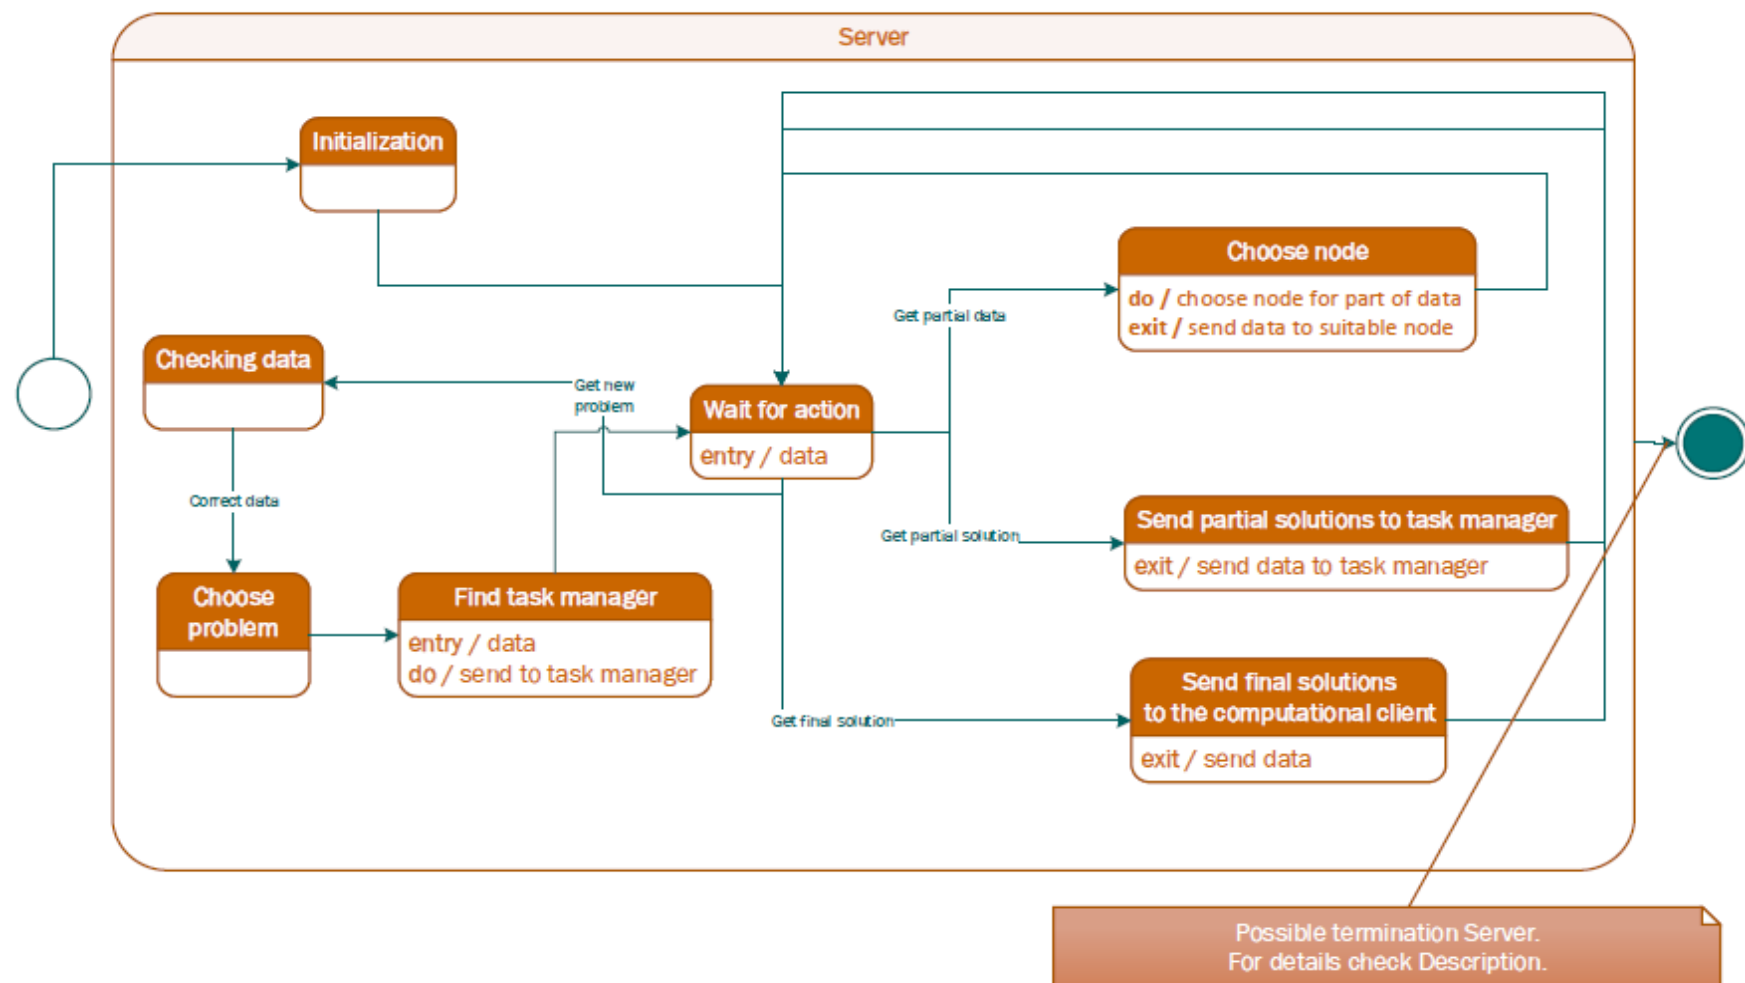 Server
Initialization
Choose node
do / choose node for part of data
exit / send data to suitable node
Get partial data
Checking data
Get new
problem
Wait for action
entry / data
Correct data
Get partial solution
Send partial solutions to task manager
exit / send data to task manager
Choose
problem
Find task manager
entry / data
do / send to task manager
Get final solution
Send final solutions
to the computational client
exit / send data
Possible termination Server.
For details check Description.